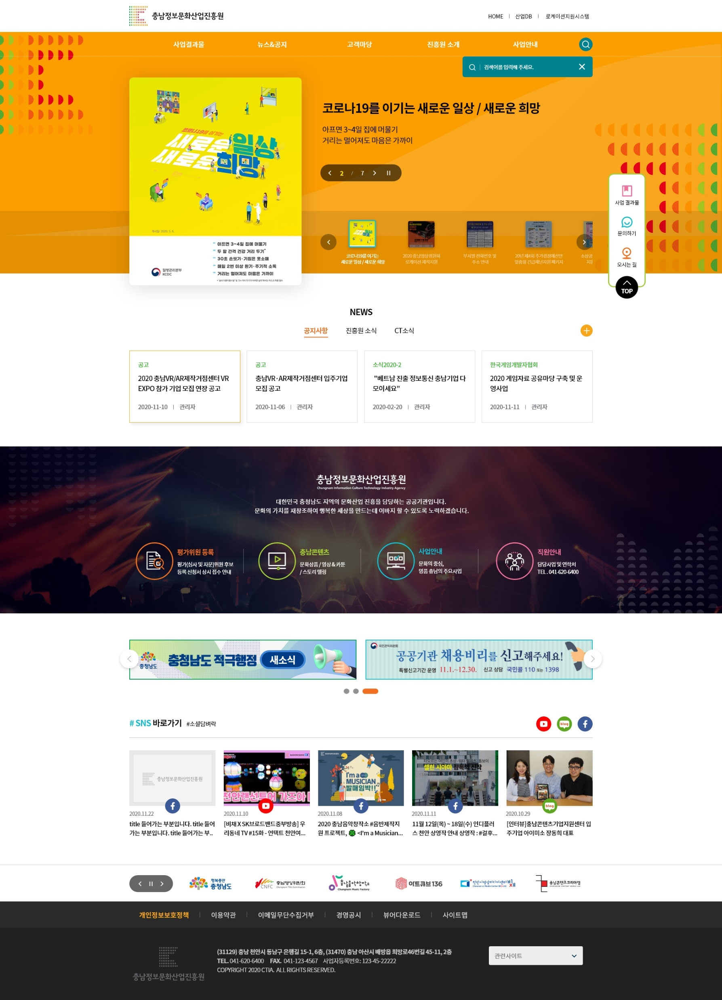 충남정보문화산업진흥원
HOME
산업DB
로케이션지원시스템
사업결과물
뉴스&공지
고객마당
진흥원 소개
사업안내
검색어를 입력해 주세요.
코로나19를 이기는
새로운 일상
새로운 희망
게시일: 2020. 5. 6.
질병관리본부
KCDC
01 아프면 3~4일 집에 머물기
02 두 팔 간격 건강 거리 두기*
03 30초 손씻기·기침은 옷소매
04 매일 2번 이상 환기·주기적 소독
05 거리는 멀어져도 마음은 가까이
코로나19를 이기는 새로운 일상 / 새로운 희망
아프면 3~4일 집에 머물기
거리는 멀어져도 마음은 가까이
2 / 7
코로나19를 이기는
새로운 일상 / 새로운 희망
2020 충남영상위원회
로케이션 제작지원
부서별 전화번호 및
주소 안내
20년 제4회 추가경정예산안
맞춤형 긴급재난지원 패키지
소상공
지원
사업 결과물
문의하기
오시는 길
TOP
NEWS
공지사항
진흥원 소식
CT소식
공고
2020 충남VR/AR제작거점센터 VR
EXPO 참가 기업 모집 연장 공고
2020-11-10
관리자
공고
충남VR·AR제작거점센터 입주기업
모집 공고
2020-11-06
관리자
소식2020-2
"베트남 진출 정보통신 충남기업 다
모이세요"
2020-02-20
관리자
한국게임개발자협회
2020 게임자료 공유마당 구축 및 운
영사업
2020-11-11
관리자
충남정보문화산업진흥원
Chungnam Information Culture Technology Industry Agency
대한민국 충청남도 지역의 문화산업 진흥을 담당하는 공공기관입니다.
문화의 가치를 재창조하여 행복한 세상을 만드는데 이바지 할 수 있도록 노력하겠습니다.
평가위원 등록
평가(심사 및 자문)위원 후보
등록 신청서 상시 접수 안내
충남콘텐츠
문화상품 / 영상 & 카툰
/ 스토리 텔링
사업안내
문화의 중심,
명품 충남의 주요사업
직원안내
담당사업 및 연락처
TEL . 041-620-6400
충청남도
충청남도 적극행정 새소식
국민권익위원회
공공기관 채용비리를 신고해주세요!
특별신고기간 운영 11.1.~12.30. 신고 상담 국민콜 110 또는 1398
# SNS 바로가기 #소셜담벼락
blog
충남정보문화산업진흥원
2020.11.22
title 들어가는 부분입니다. title 들어
가는 부분입니다. title 들어가는 부..
천안랜선투어 가즈아
2020.11.10
[비채 X SK브로드밴드중부방송] 우
리동네 TV #15화 - 언택트 천안여...
I'm a
MUSICIAN
발매임박!!
2020.11.08
2020 충남음악창작소 #음반제작지
원 프로젝트, 🍀 <I'm a Musician...
타오르는 여인의 초상·워터 릴리스·톰보이
셀린 시아마 감독의 신작
2020.11.11
11월 12일(목) ~ 18일(수) 인디플러
스 천안 상영작 안내 상영작 : #걸후...
blog
2020.10.29
[인터뷰]충남콘텐츠기업지원센터 입
주기업 아이미소 장동희 대표
행복충만
충청남도
CNFC
충남영상위원회
Chungnam Film Commission
충남음악창작소
Chungnam Music Factory
아트큐브 136
천안시영상미디어센터 비채
Cheonan-si Media Center BiChae
충남콘텐츠코리아랩
개인정보보호정책
이용약관
이메일무단수집거부
경영공시
뷰어다운로드
사이트맵
충남정보문화산업진흥원
(31129) 충남 천안시 동남구 은행길 15-1, 6층, (31470) 충남 아산시 배방읍 희망로46번길 45-11, 2층
TEL. 041-620-6400 FAX. 041-123-4567 사업자등록번호: 123-45-22222
COPYRIGHT 2020 CTIA. ALL RIGHTS RESERVED.
관련사이트